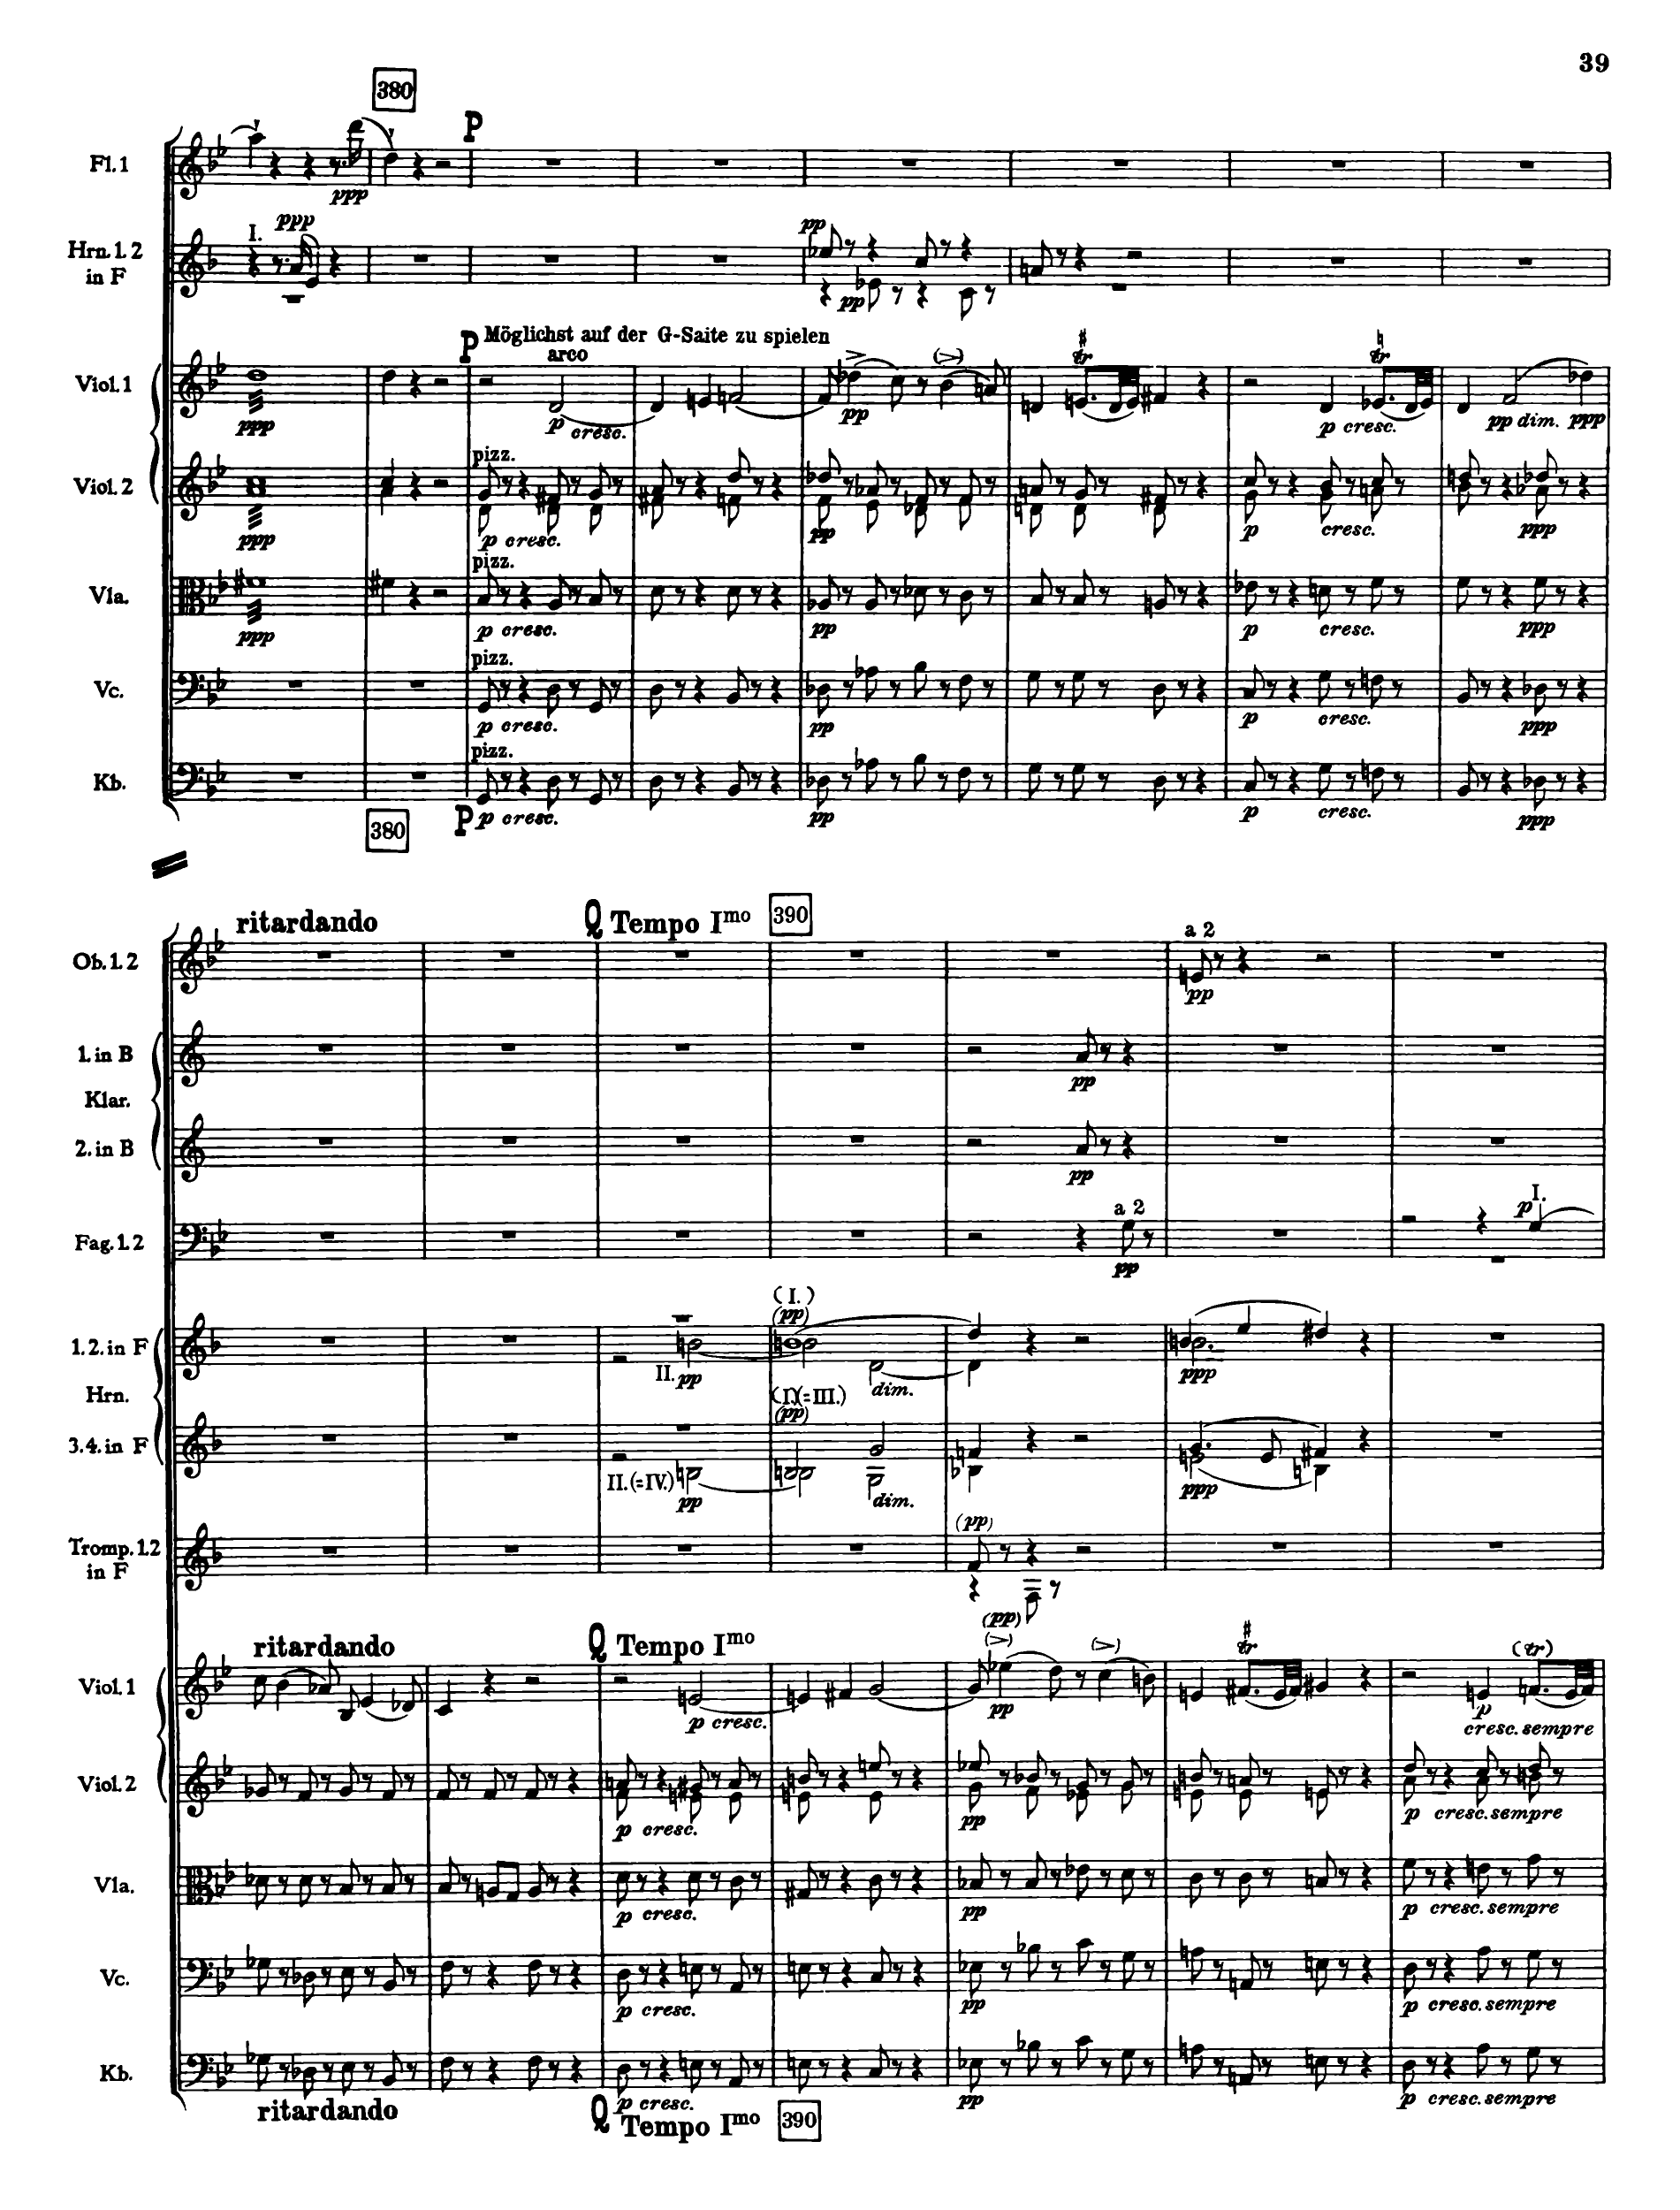 39
380
P
Fl. 1
ppp
ppp
I.
Hrn. 1. 2
in F
pp
pp
P Möglichst auf der G-Saite zu spielen
arco
Viol. 1
ppp
p cresc.
pp
p cresc.
pp dim. ppp
pizz.
Viol. 2
ppp
p cresc.
pp
p
cresc.
ppp
pizz.
Vla.
ppp
p cresc.
pp
p
cresc.
ppp
pizz.
Vc.
p cresc.
pp
p
cresc.
ppp
pizz.
Kb.
380
P p cresc.
pp
p
cresc.
ppp
ritardando
Q Tempo Imo
390
a 2
Ob. 1. 2
pp
1. in B
pp
Klar.
2. in B
pp
a 2
Fag. 1. 2
pp
p I.
(I.)
(pp)
1. 2. in F
II. pp
dim.
ppp
Hrn.
(I.)(=III.)
(pp)
3. 4. in F
II. (=IV.)
pp
dim.
ppp
(pp)
Tromp. 1. 2
in F
(pp)
ritardando
Q Tempo Imo
(>)
(>)
tr
(tr)
Viol. 1
p cresc.
pp
p
cresc. sempre
Viol. 2
p cresc.
pp
p cresc. sempre
Vla.
p cresc.
pp
p cresc. sempre
Vc.
p cresc.
pp
p cresc. sempre
Kb.
ritardando
Q
p cresc.
Tempo Imo
390
pp
p cresc. sempre